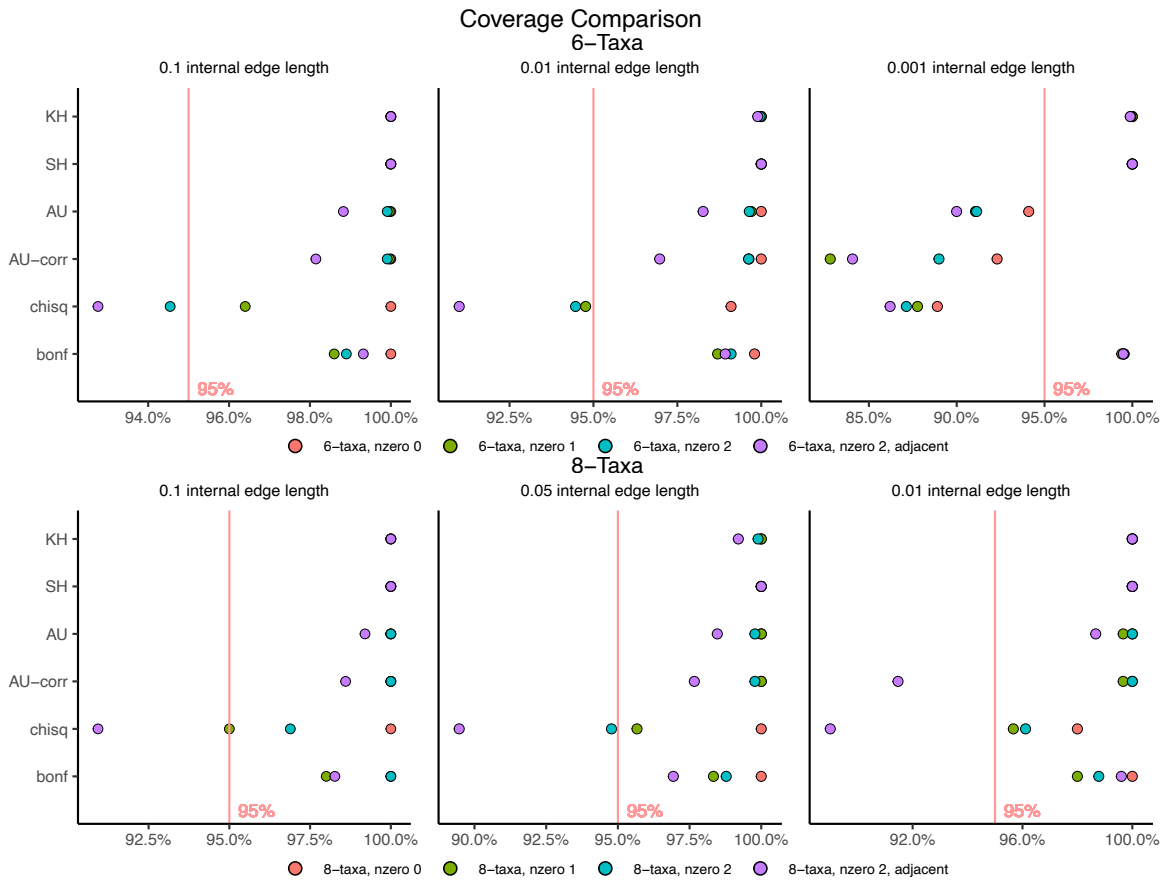 Coverage Comparison
6−Taxa
0.1 internal edge length
0.01 internal edge length
0.001 internal edge length
KH
SH
AU
AU−corr
chisq
bonf
95%
95%
95%
94.0% 96.0% 98.0% 100.0%
92.5% 95.0% 97.5% 100.0%
85.0% 90.0% 95.0% 100.0%
6−taxa, nzero 0 6−taxa, nzero 1 6−taxa, nzero 2 6−taxa, nzero 2, adjacent
8−Taxa
0.1 internal edge length
0.05 internal edge length
0.01 internal edge length
KH
SH
AU
AU−corr
chisq
bonf
95%
95%
95%
92.5% 95.0% 97.5% 100.0%
90.0% 92.5% 95.0% 97.5% 100.0%
92.0% 96.0% 100.0%
8−taxa, nzero 0 8−taxa, nzero 1 8−taxa, nzero 2 8−taxa, nzero 2, adjacent